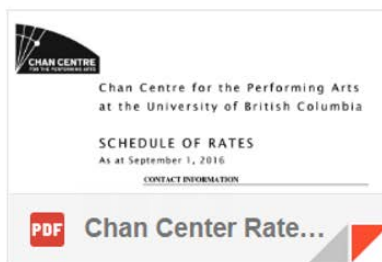 CHAN CENTRE
FOR THE PERFORMING ARTS
Chan Centre for the Performing Arts
at the University of British Columbia
SCHEDULE OF RATES
As at September 1, 2016
CONTACT INFORMATION
PDF
Chan Center Rate...